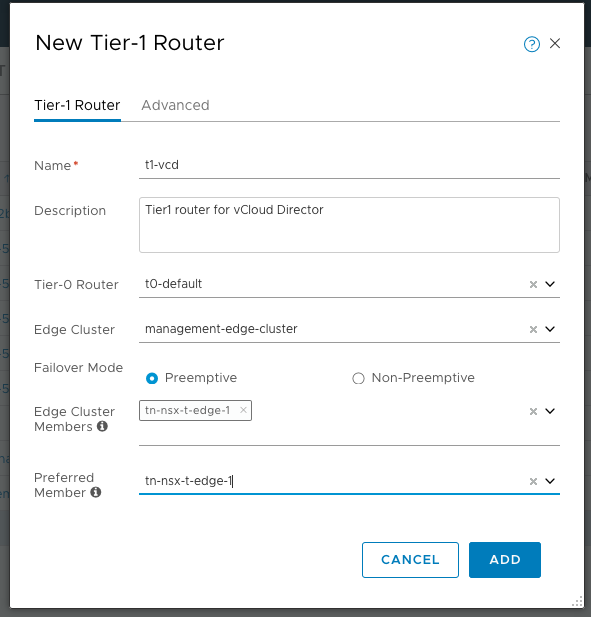 New Tier-1 Router
Tier-1 Router Advanced
Name* t1-vcd
Description Tier1 router for vCloud Director
Tier-0 Router t0-default
Edge Cluster management-edge-cluster
Failover Mode Preemptive Non-Preemptive
Edge Cluster Members tn-nsx-t-edge-1
Preferred Member tn-nsx-t-edge-1
CANCEL ADD